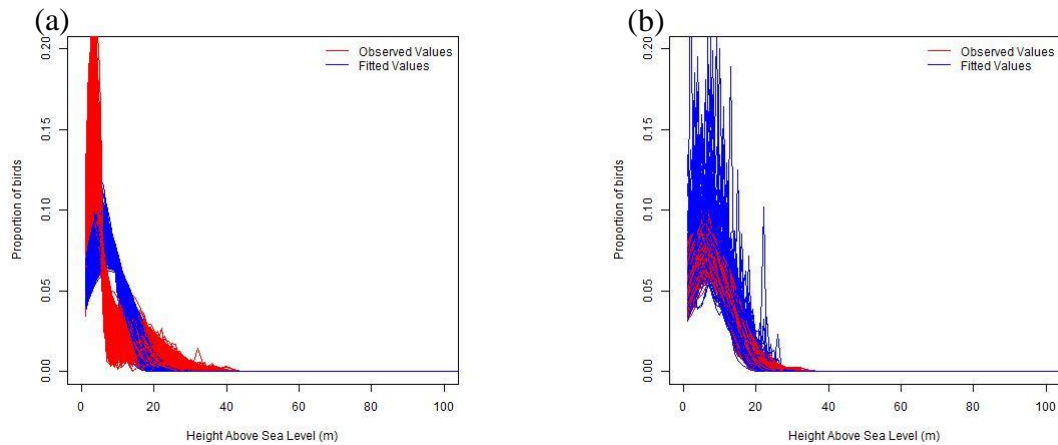 (a)
Proportion of birds
0.00
0.05
0.10
0.15
0.20
Observed Values
Fitted Values
0 20 40 60 80 100
Height Above Sea Level (m)
(b)
Proportion of birds
0.00
0.05
0.10
0.15
0.20
Observed Values
Fitted Values
0 20 40 60 80 100
Height Above Sea Level (m)